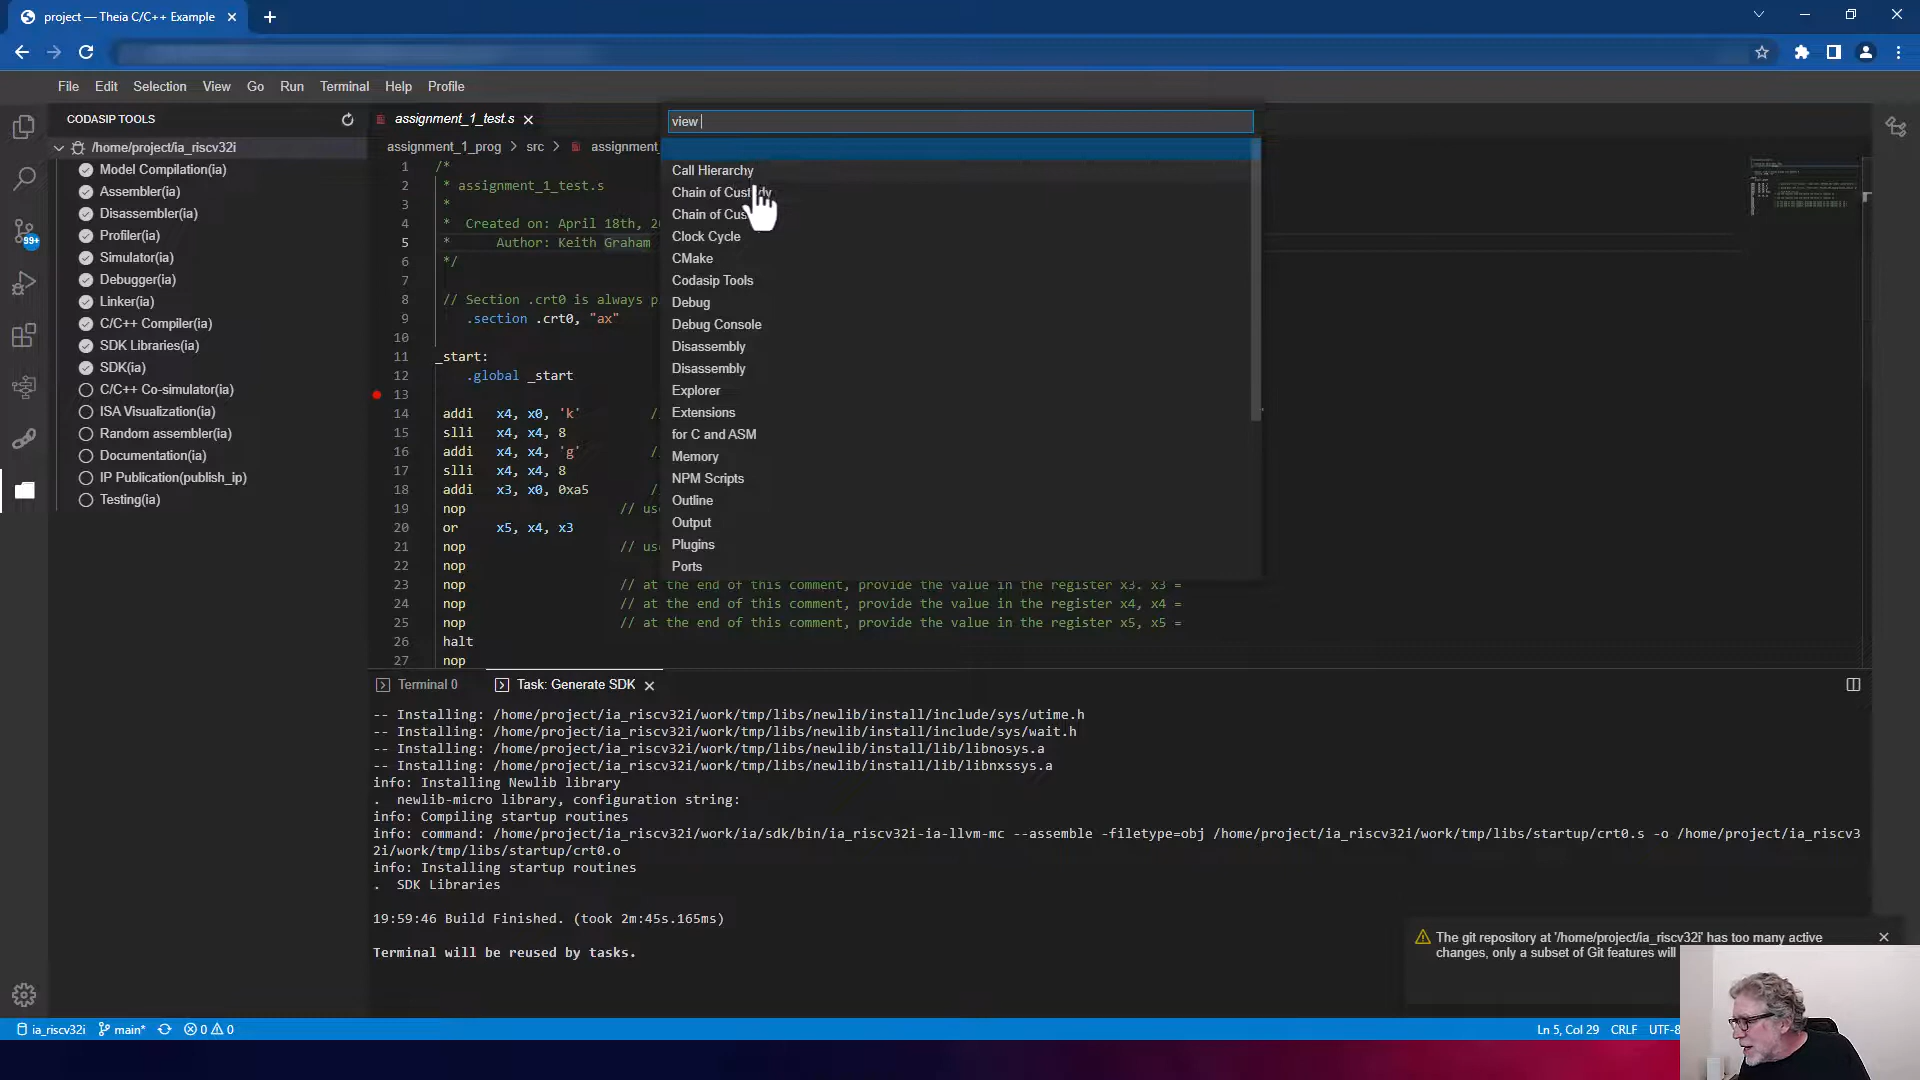 project — Theia C/C++ Example
File Edit Selection View Go Run Terminal Help Profile
CODASIP TOOLS
/home/project/ia_riscv32i
Model Compilation(ia)
Assembler(ia)
Disassembler(ia)
Profiler(ia)
Simulator(ia)
Debugger(ia)
Linker(ia)
C/C++ Compiler(ia)
SDK Libraries(ia)
SDK(ia)
C/C++ Co-simulator(ia)
ISA Visualization(ia)
Random assembler(ia)
Documentation(ia)
IP Publication(publish_ip)
Testing(ia)
99+
assignment_1_test.s
assignment_1_prog > src > assignment_
view
Call Hierarchy
Chain of Custody
Chain of Cus
Clock Cycle
CMake
Codasip Tools
Debug
Debug Console
Disassembly
Disassembly
Explorer
Extensions
for C and ASM
Memory
NPM Scripts
Outline
Output
Plugins
Ports
1 /*
2 * assignment_1_test.s
3 *
4 * Created on: April 18th, 20
5 * Author: Keith Graham
6 */
7
8 // Section .crt0 is always p
9 .section .crt0, "ax"
10
11 _start:
12 .global _start
13
14 addi x4, x0, 'k' /
15 slli x4, x4, 8
16 addi x4, x4, 'g' /
17 slli x4, x4, 8
18 addi x3, x0, 0xa5 /
19 nop // us
20 or x5, x4, x3
21 nop // us
22 nop
23 nop // at the end of this comment, provide the value in the register x3. x3 =
24 nop // at the end of this comment, provide the value in the register x4, x4 =
25 nop // at the end of this comment, provide the value in the register x5, x5 =
26 halt
27 nop
Terminal 0 Task: Generate SDK
-- Installing: /home/project/ia_riscv32i/work/tmp/libs/newlib/install/include/sys/utime.h
-- Installing: /home/project/ia_riscv32i/work/tmp/libs/newlib/install/include/sys/wait.h
-- Installing: /home/project/ia_riscv32i/work/tmp/libs/newlib/install/lib/libnosys.a
-- Installing: /home/project/ia_riscv32i/work/tmp/libs/newlib/install/lib/libnxssys.a
info: Installing Newlib library
. newlib-micro library, configuration string:
info: Compiling startup routines
info: command: /home/project/ia_riscv32i/work/ia/sdk/bin/ia_riscv32i-ia-llvm-mc --assemble -filetype=obj /home/project/ia_riscv32i/work/tmp/libs/startup/crt0.s -o /home/project/ia_riscv3
2i/work/tmp/libs/startup/crt0.o
info: Installing startup routines
. SDK Libraries
19:59:46 Build Finished. (took 2m:45s.165ms)
Terminal will be reused by tasks.
The git repository at '/home/project/ia_riscv32i' has too many active
changes, only a subset of Git features will
ia_riscv32i main* 0 0 Ln 5, Col 29 CRLF UTF-8